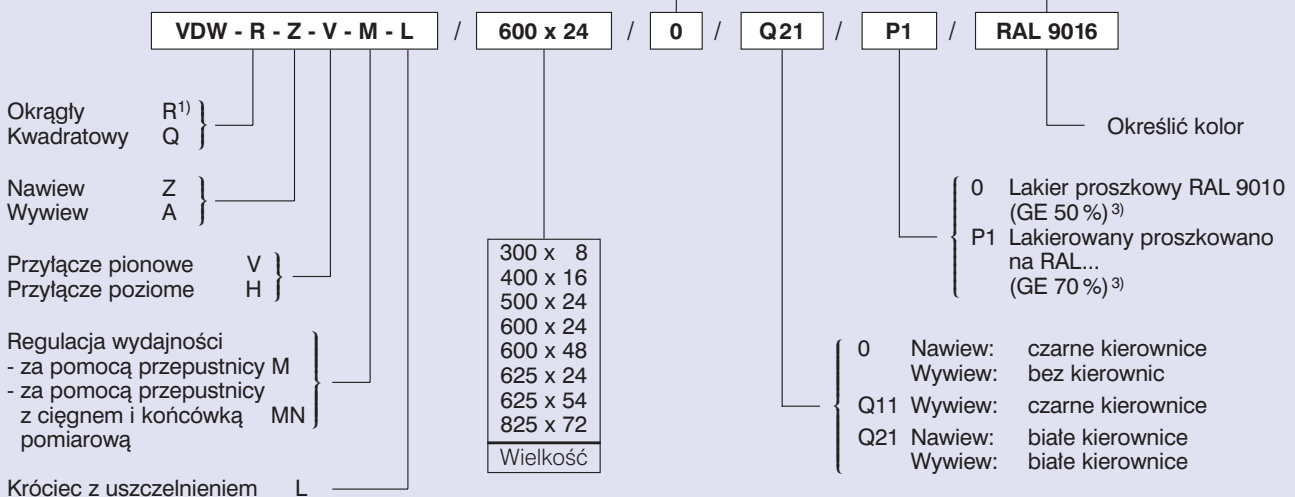 VDW - R - Z - V - M - L / 600 x 24 / 0 / Q21 / P1 / RAL 9016
Okrągły R1)
Kwadratowy Q
Nawiew Z
Wywiew A
Przyłącze pionowe V
Przyłącze poziome H
Regulacja wydajności
- za pomocą przepustnicy M
- za pomocą przepustnicy
z cięgnem i końcówką MN
pomiarową
Króciec z uszczelnieniem L
300 x 8
400 x 16
500 x 24
600 x 24
600 x 48
625 x 24
625 x 54
825 x 72
Wielkość
Określić kolor
0 Lakier proszkowy RAL 9010
(GE 50 %) 3)
P1 Lakierowany proszkowano
na RAL...
(GE 70 %) 3)
0 Nawiew: czarne kierownice
Wywiew: bez kierownic
Q11 Wywiew: czarne kierownice
Q21 Nawiew: białe kierownice
Wywiew: białe kierownice